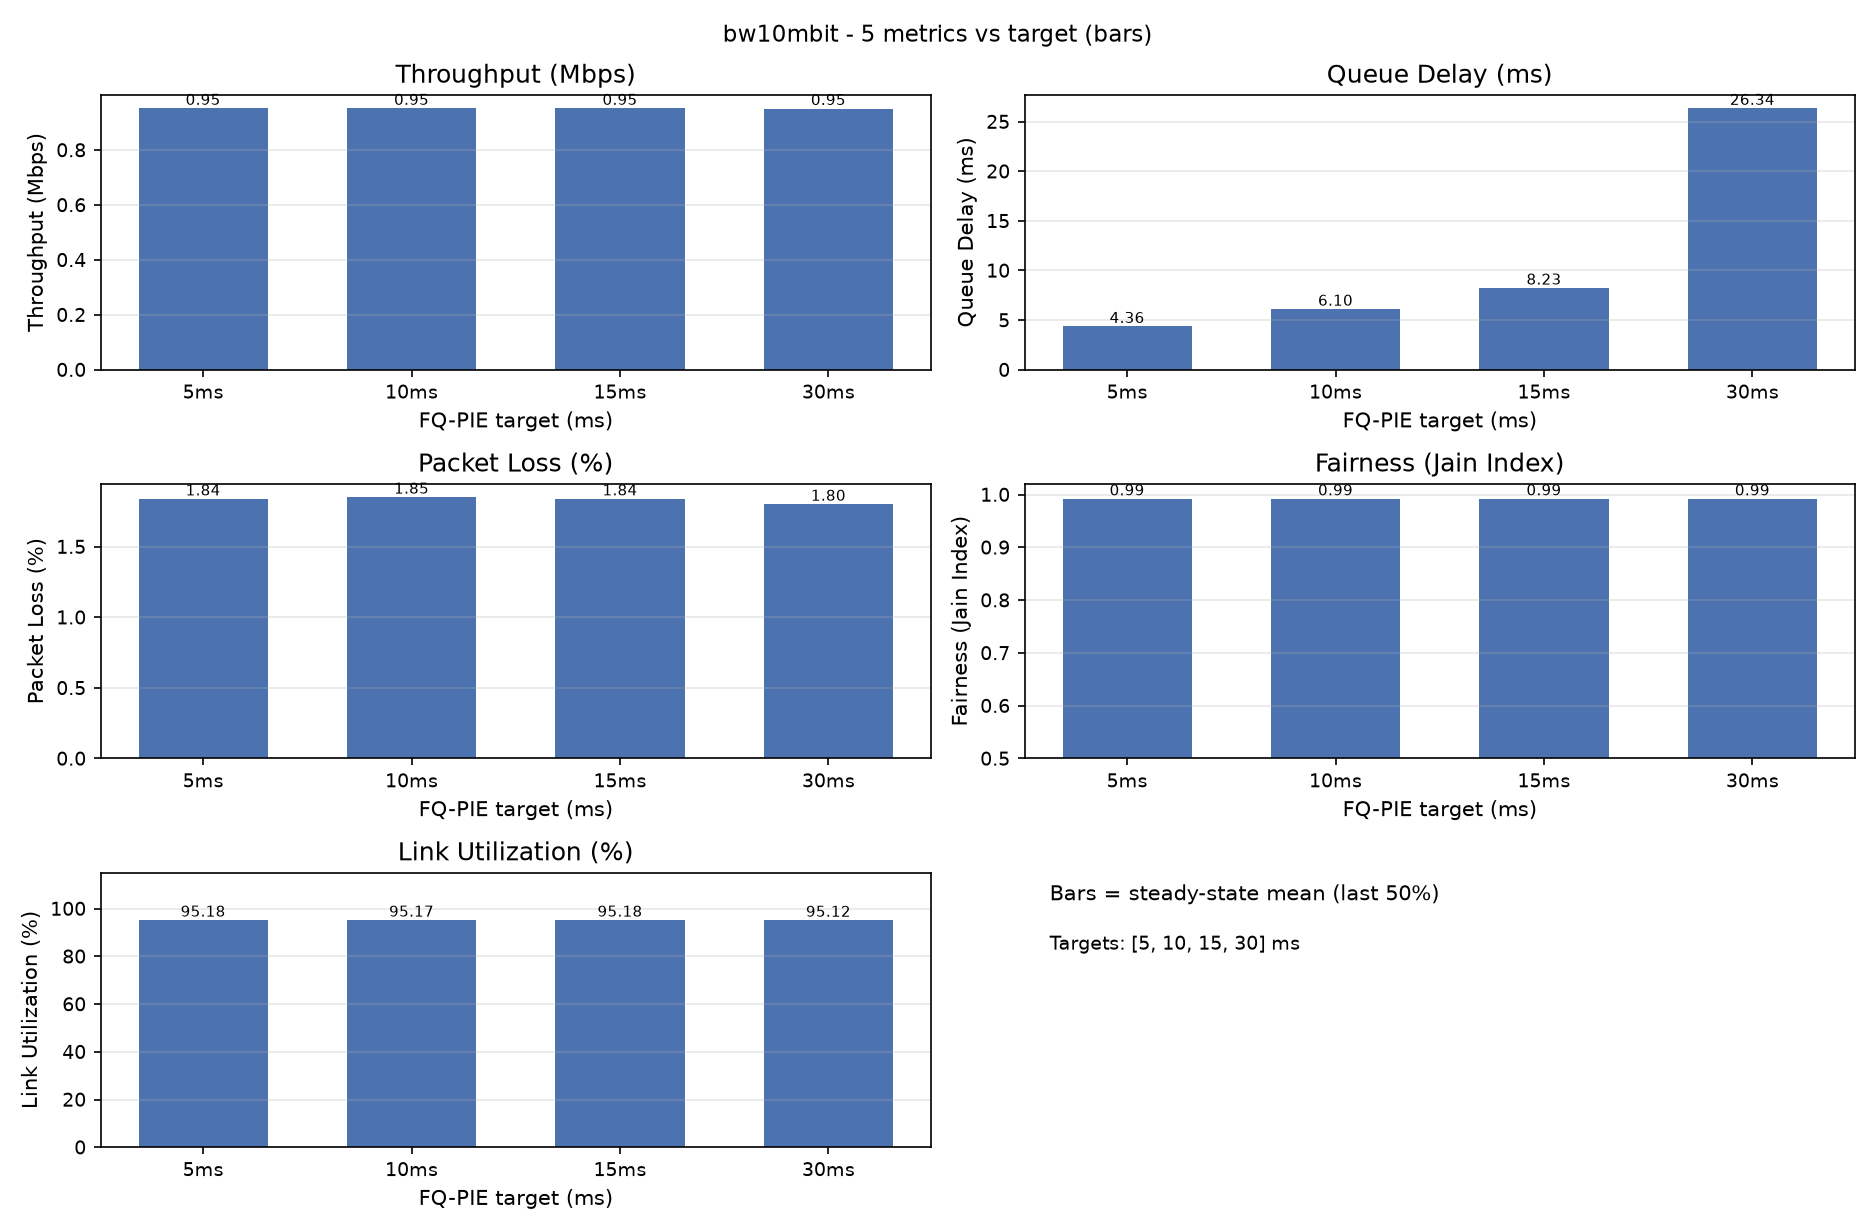 bw10mbit - 5 metrics vs target (bars)
Throughput (Mbps)
Throughput (Mbps)
0.8
0.6
0.4
0.2
0.0
0.95
0.95
0.95
0.95
5ms
10ms
15ms
30ms
FQ-PIE target (ms)
Queue Delay (ms)
Queue Delay (ms)
25
20
15
10
5
0
4.36
6.10
8.23
26.34
5ms
10ms
15ms
30ms
FQ-PIE target (ms)
Packet Loss (%)
Packet Loss (%)
1.5
1.0
0.5
0.0
1.84
1.85
1.84
1.80
5ms
10ms
15ms
30ms
FQ-PIE target (ms)
Fairness (Jain Index)
Fairness (Jain Index)
1.0
0.9
0.8
0.7
0.6
0.5
0.99
0.99
0.99
0.99
5ms
10ms
15ms
30ms
FQ-PIE target (ms)
Link Utilization (%)
Link Utilization (%)
100
80
60
40
20
0
95.18
95.17
95.18
95.12
5ms
10ms
15ms
30ms
FQ-PIE target (ms)
Bars = steady-state mean (last 50%)
Targets: [5, 10, 15, 30] ms